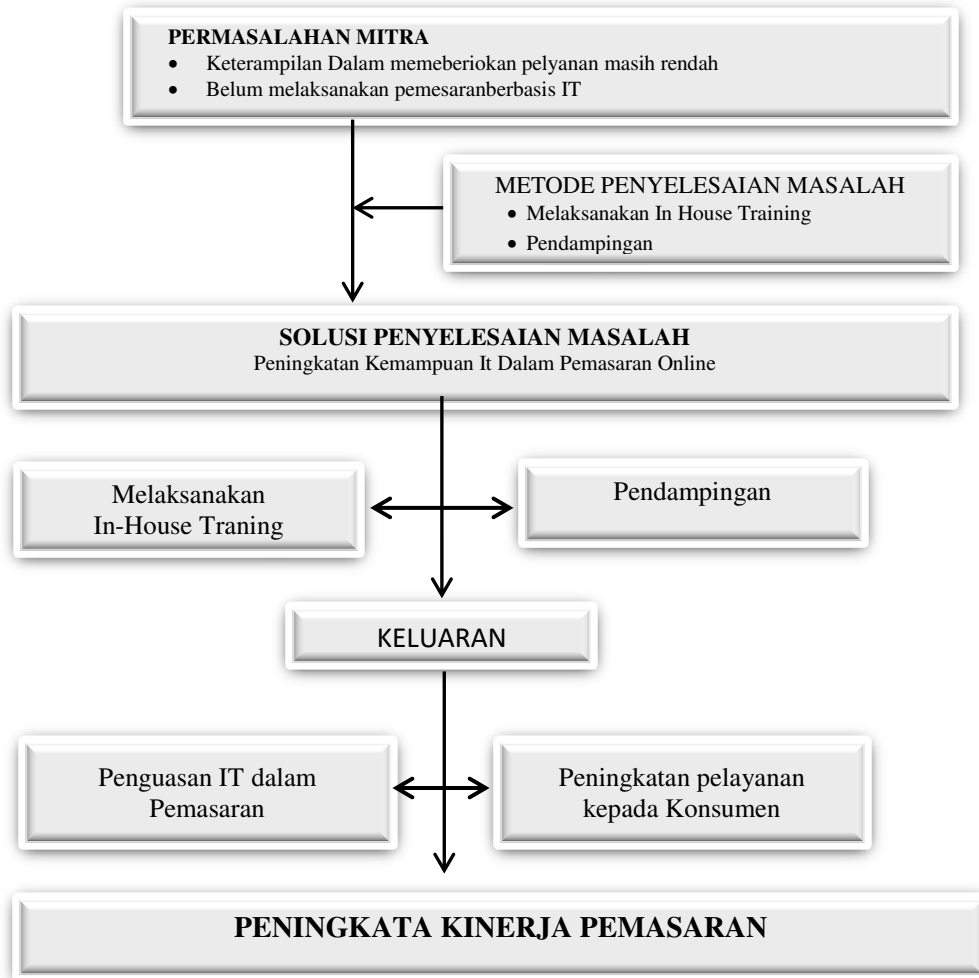 PERMASALAHAN MITRA
• Keterampilan Dalam memeberiokan pelyanan masih rendah
• Belum melaksanakan pemesaranberbasis IT
METODE PENYELESAIAN MASALAH
• Melaksanakan In House Training
• Pendampingan
SOLUSI PENYELESAIAN MASALAH
Peningkatan Kemampuan It Dalam Pemasaran Online
Melaksanakan
In-House Traning
Pendampingan
KELUARAN
Penguasan IT dalam
Pemasaran
Peningkatan pelayanan
kepada Konsumen
PENINGKATA KINERJA PEMASARAN